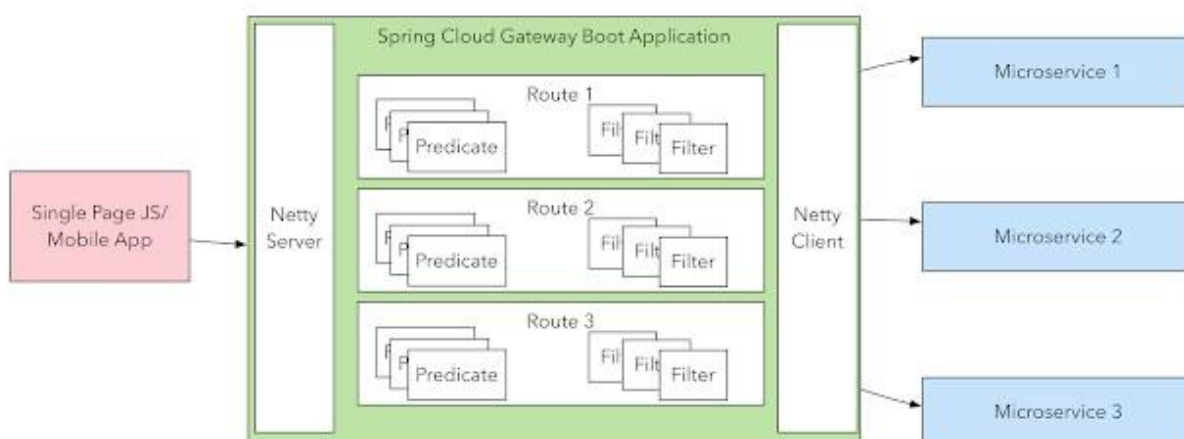 Spring Cloud Gateway Boot Application
Single Page JS/
Mobile App
Netty
Server
Route 1
Predicate
Filter
Route 2
Predicate
Filter
Route 3
Predicate
Filter
Netty
Client
Microservice 1
Microservice 2
Microservice 3